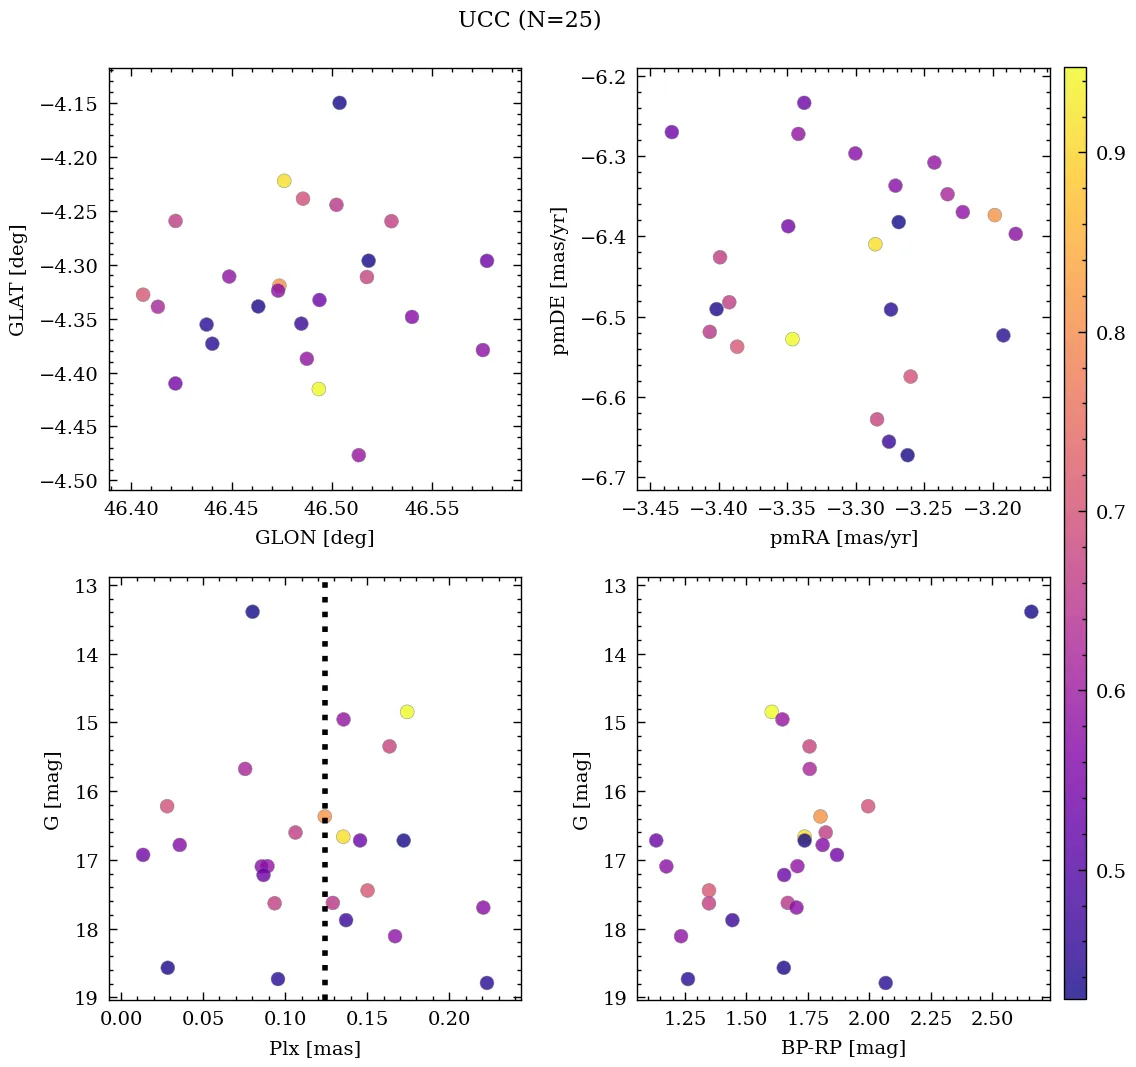 UCC (N=25)
−4.15
−4.20
−4.25
−4.30
−4.35
−4.40
−4.45
−4.50
GLAT [deg]
46.40 46.45 46.50 46.55
GLON [deg]
−6.2
−6.3
−6.4
−6.5
−6.6
−6.7
pmDE [mas/yr]
−3.45 −3.40 −3.35 −3.30 −3.25 −3.20
pmRA [mas/yr]
13
14
15
16
17
18
19
G [mag]
0.00 0.05 0.10 0.15 0.20
Plx [mas]
13
14
15
16
17
18
19
G [mag]
1.25 1.50 1.75 2.00 2.25 2.50
BP-RP [mag]
0.9
0.8
0.7
0.6
0.5